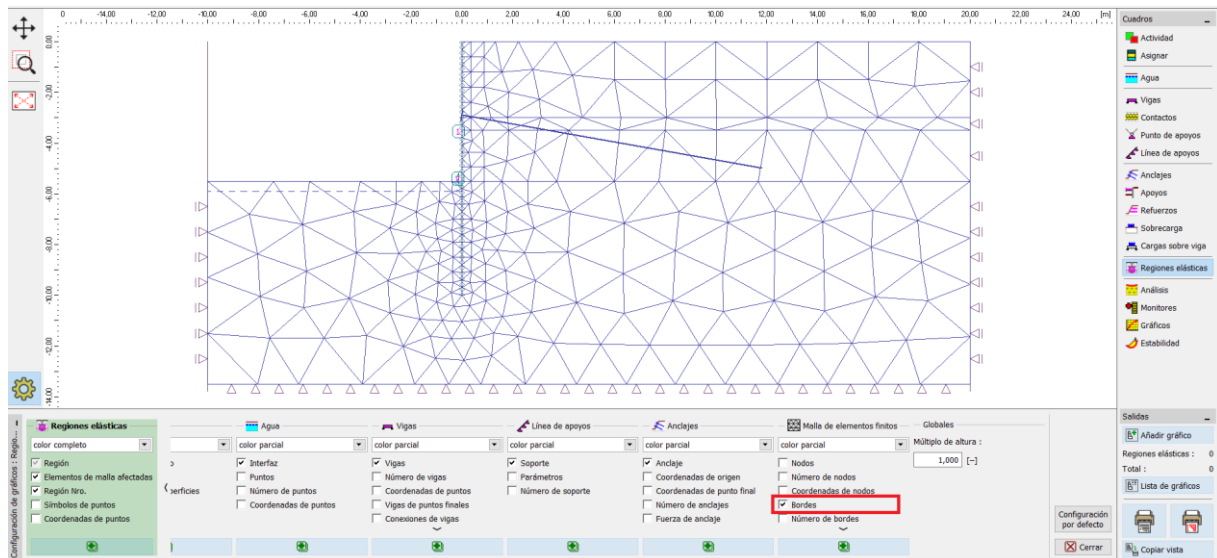 0 -14,00 -12,00 -10,00 -8,00 -6,00 -4,00 -2,00 0,00 2,00 4,00 6,00 8,00 10,00 12,00 14,00 16,00 18,00 20,00 22,00 24,00 [m]
0,00
-2,00
-4,00
-6,00
-8,00
-10,00
-12,00
-14,00
1
Cuadros
Actividad
Asignar
Agua
Vigas
Contactos
Punto de apoyos
Línea de apoyos
Anclajes
Apoyos
Refuerzos
Sobrecarga
Cargas sobre viga
Regiones elásticas
Análisis
Monitores
Gráficos
Estabilidad
Configuración de gráficos : Regio...
Regiones elásticas
color completo
Región
Elementos de malla afectadas
Región Nro.
Símbolos de puntos
Coordenadas de puntos
perficies
Agua
color parcial
Interfaz
Puntos
Número de puntos
Coordenadas de puntos
Vigas
color parcial
Vigas
Número de vigas
Coordenadas de puntos
Vigas de puntos finales
Conexiones de vigas
Línea de apoyos
color parcial
Soporte
Parámetros
Número de soporte
Anclajes
color parcial
Anclaje
Coordenadas de origen
Coordenadas de punto final
Número de anclajes
Fuerza de anclaje
Malla de elementos finitos
color parcial
Nodos
Número de nodos
Coordenadas de nodos
Bordes
Número de bordes
Globales
Múltiplo de altura :
1,000 [–]
Configuración
por defecto
Cerrar
Salidas
Añadir gráfico
Regiones elásticas : 0
Total : 0
Lista de gráficos
Copiar vista